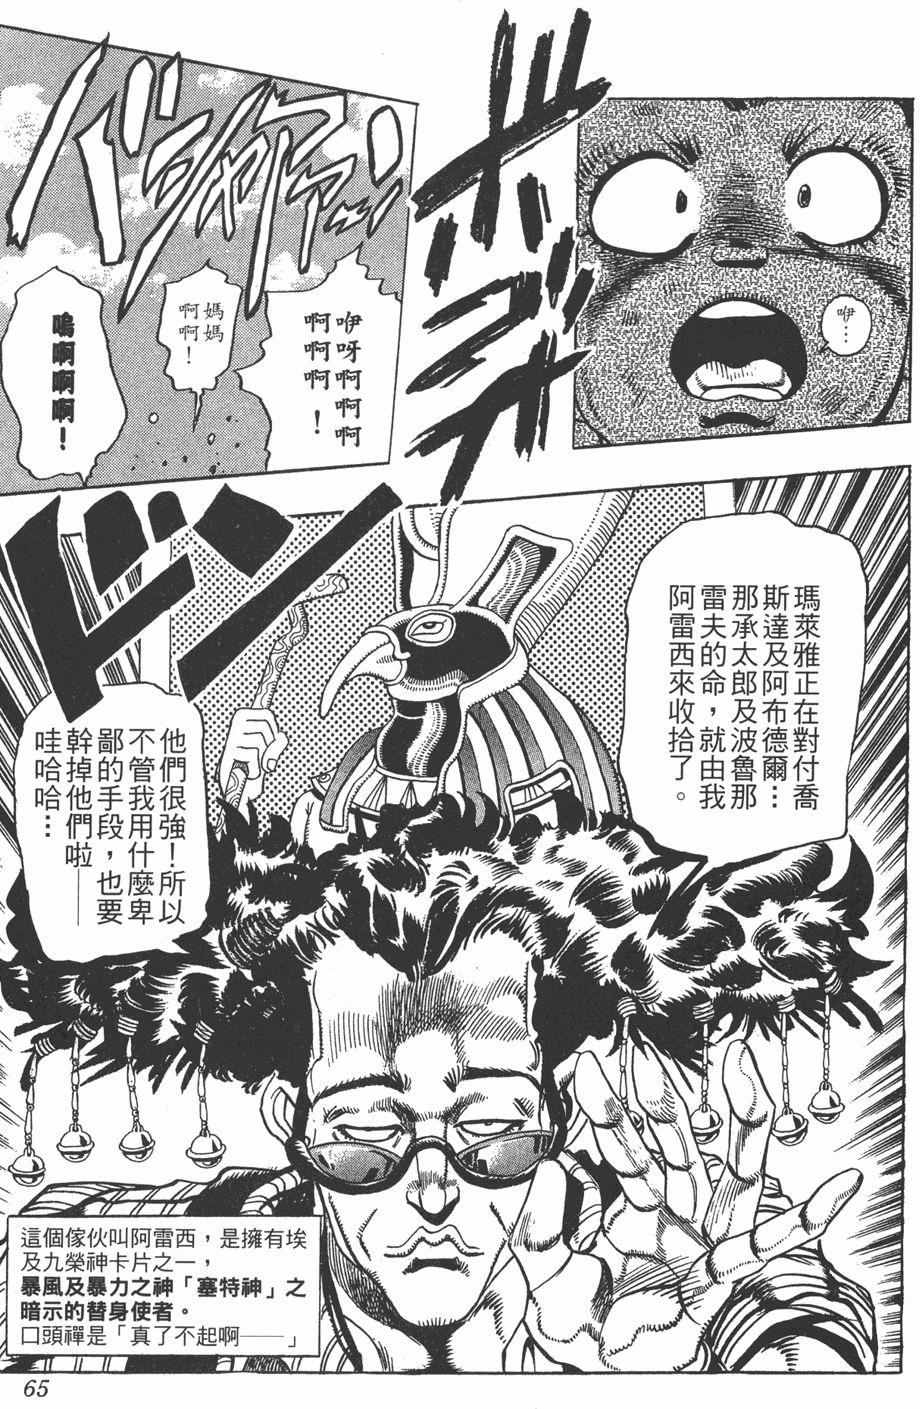 咿…
ボゴォ
バシャァァァン
咿呀啊啊啊
啊啊啊！
媽媽
啊！
嗚啊啊啊！
ドドン
瑪萊雅正在對付喬
斯達及阿布德爾…
那承太郎及波魯那
雷夫的命，就由我
阿雷西來收拾了。
他們很強！所以
不管我用什麼卑
鄙的手段，也要
幹掉他們啦——
哇哈哈…
這個傢伙叫阿雷西，是擁有埃
及九榮神卡片之一，
暴風及暴力之神「塞特神」之
暗示的替身使者。
口頭禪是「真了不起啊——」
65